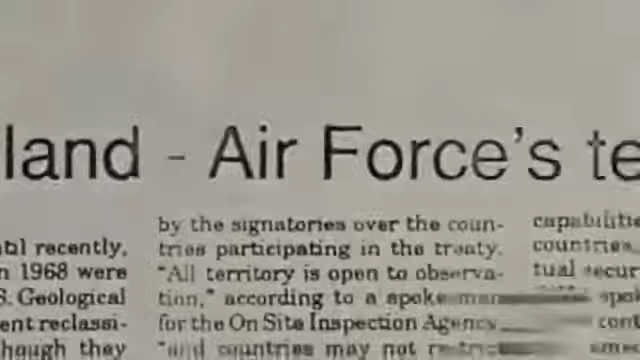 land - Air Force's te
recently,
n 1968 were
S. Geological
ent reclassi-
hough they
by the signatories over the coun-
tries participating in the treaty.
"All territory is open to observa-
tion," according to a spokesman
for the On Site Inspection Agency
"and countries may not
capabilitie
countries
tual secur
spok
cont